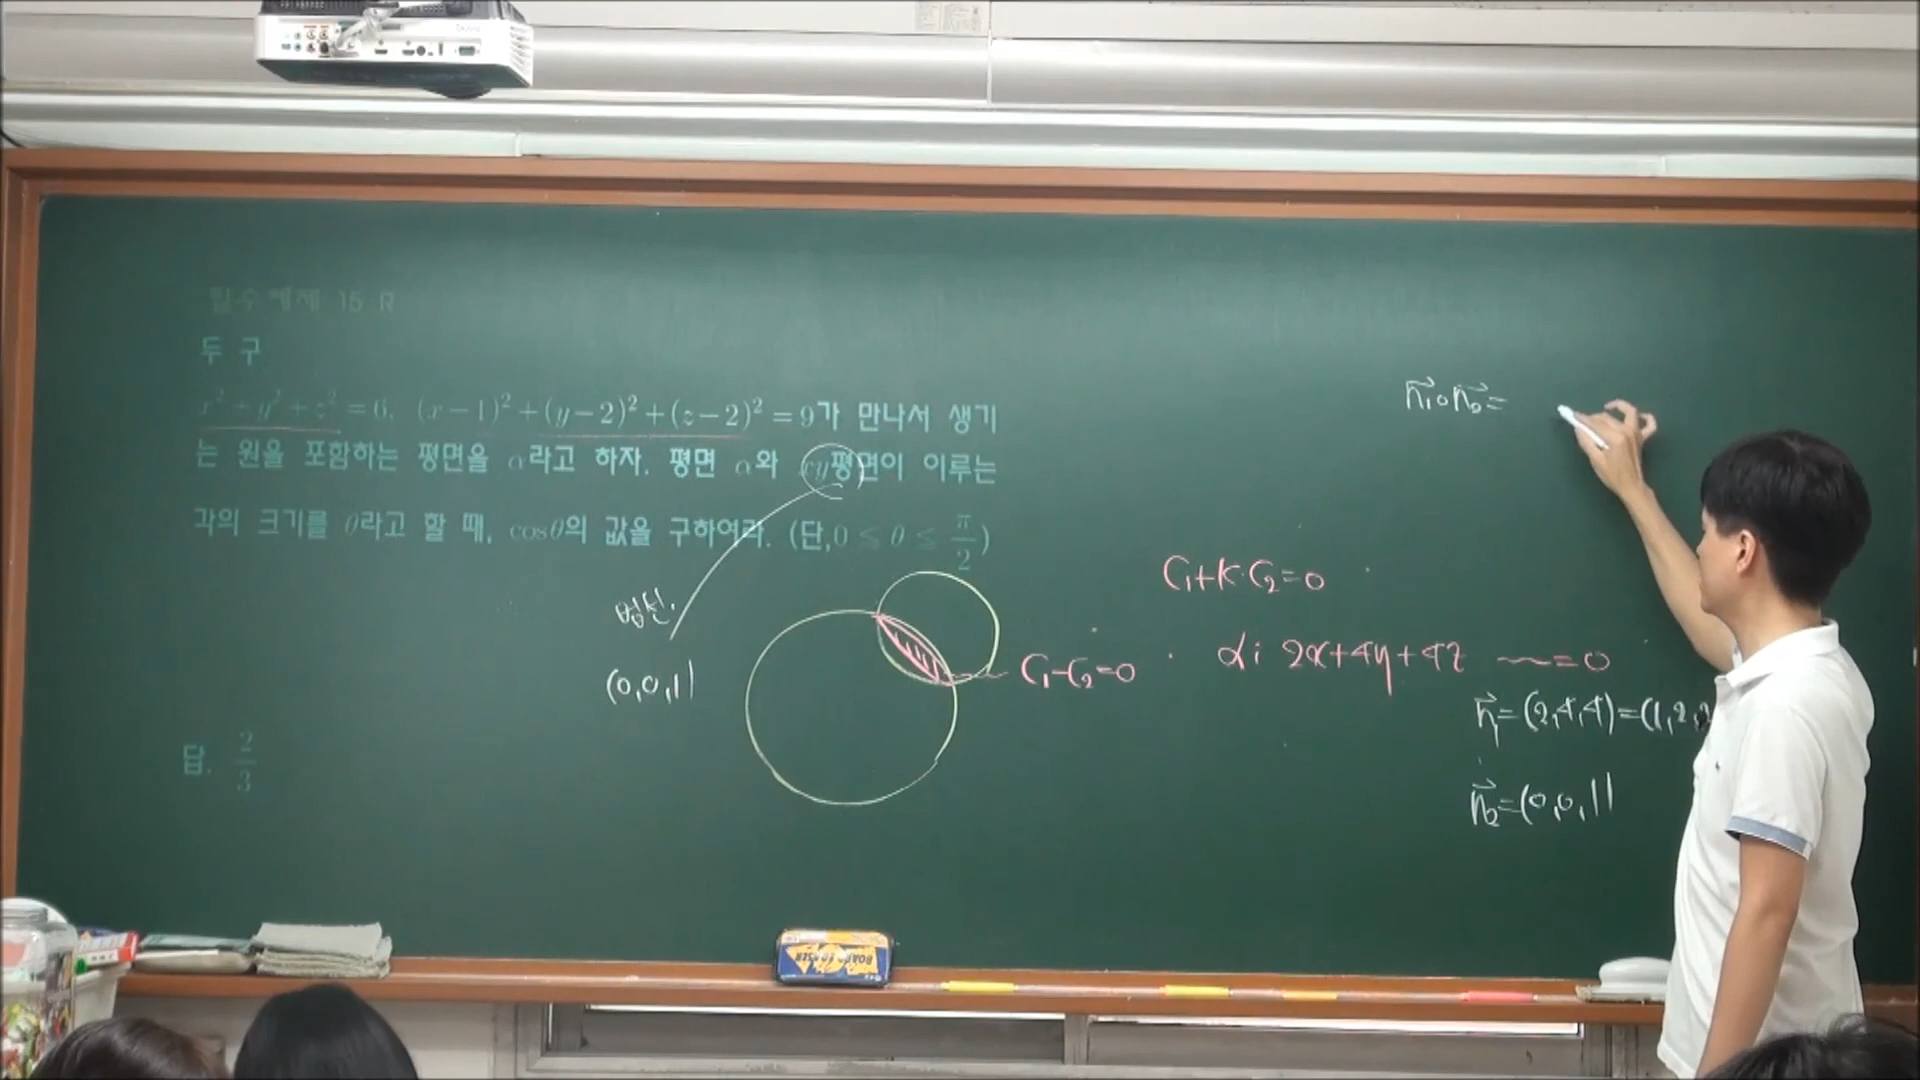 필수예제 15 R
두 구
x² + y² + z² = 6, (x−1)² + (y−2)² + (z−2)² = 9가 만나서 생기
는 원을 포함하는 평면을 α라고 하자. 평면 α와 xy평면이 이루는
각의 크기를 θ라고 할 때, cosθ의 값을 구하여라. (단, 0 ≤ θ ≤ π/2)
법선.
(0,0,1)
답. 2/3
C₁+k·C₂=0
C₁−C₂=0
α: 2x+4y+4z ~=0
n₁=(2,4,4)=(1,2,
n₂=(0,0,1)
n₁∘n₂=
BOARD ERASER